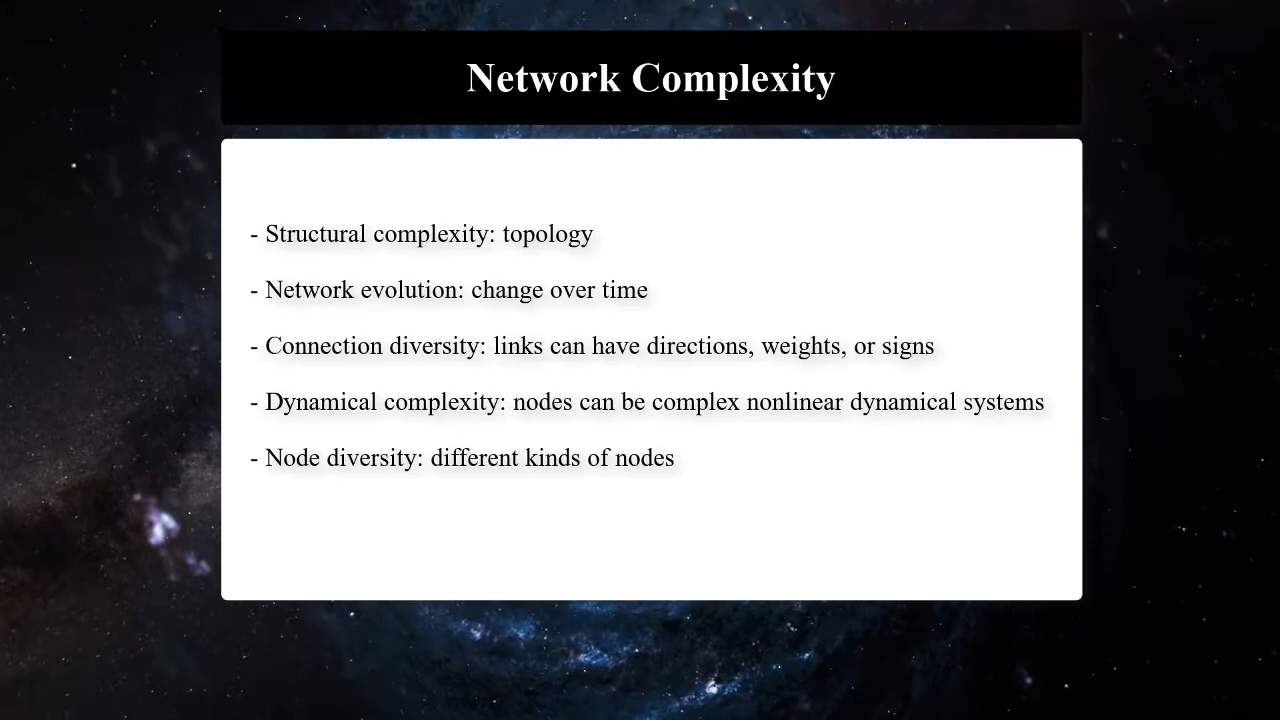 Network Complexity
- Structural complexity: topology
- Network evolution: change over time
- Connection diversity: links can have directions, weights, or signs
- Dynamical complexity: nodes can be complex nonlinear dynamical systems
- Node diversity: different kinds of nodes